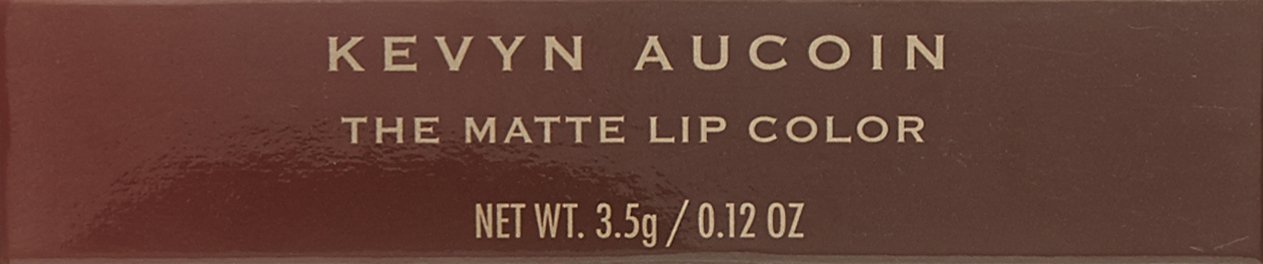 KEVYN AUCOIN
THE MATTE LIP COLOR
NET WT. 3.5g / 0.12 OZ